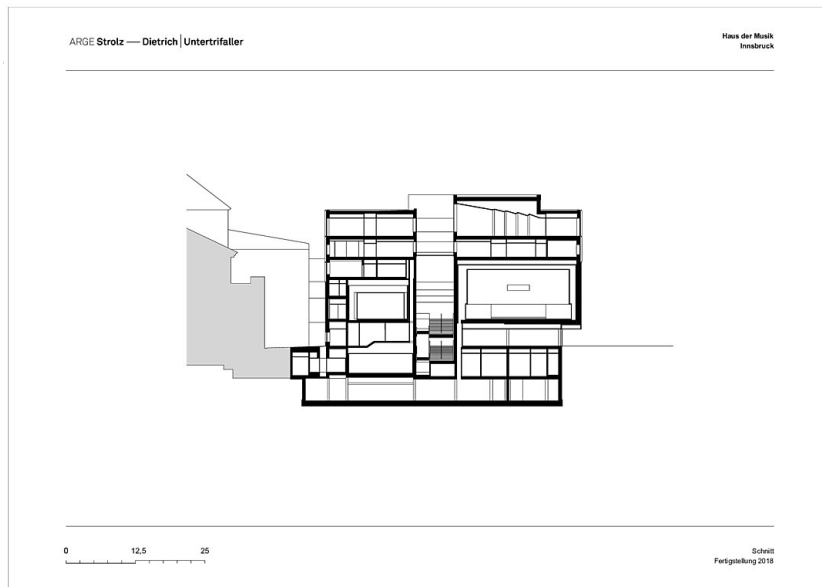 ARGE Strolz — Dietrich | Untertrifaller
Haus der Musik
Innsbruck
0 12,5 25
Schnitt
Fertigstellung 2018